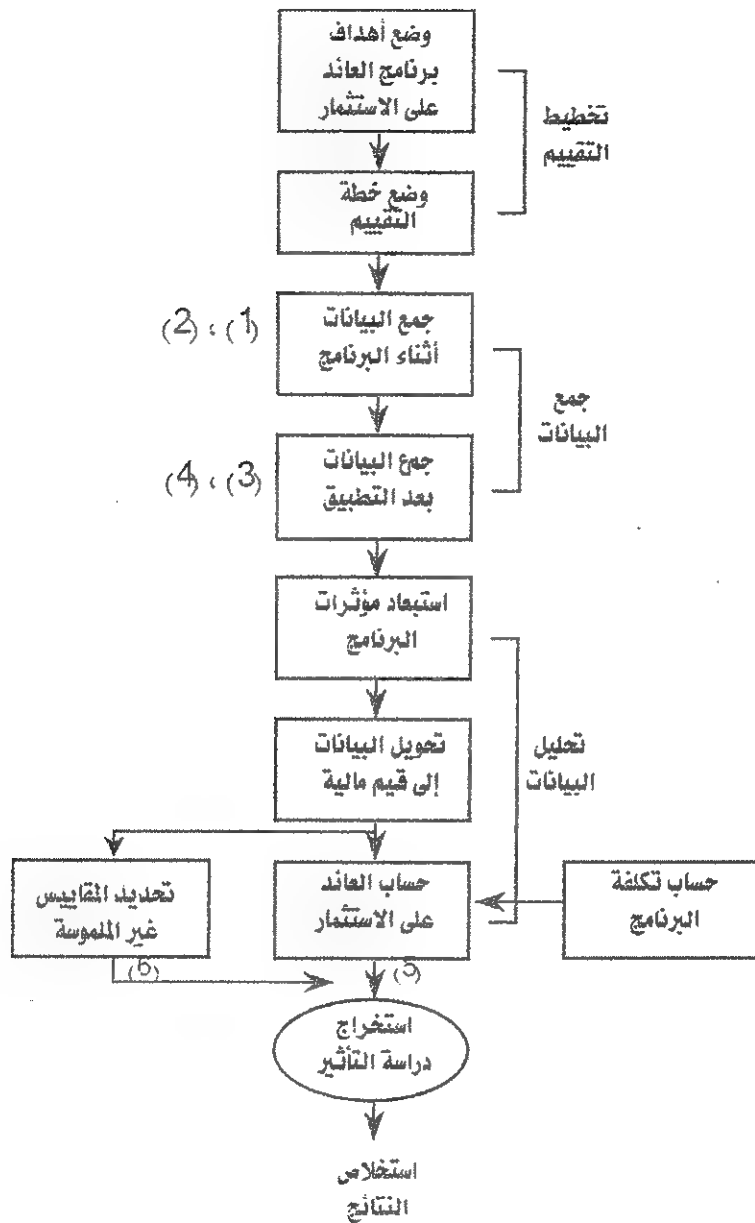 وضع أهداف
برنامج العائد
على الاستثمار
تخطيط
التقييم
وضع خطة
التقييم
جمع البيانات
أثناء البرنامج
(1) ، (2)
جمع
البيانات
جمع البيانات
بعد التطبيق
(3) ، (4)
استبعاد مؤثرات
البرنامج
تحويل البيانات
إلى قيم مالية
تحليل
البيانات
حساب تكلفة
البرنامج
حساب العائد
على الاستثمار
تحديد المقاييس
غير الملموسة
(5)
(6)
استخراج
دراسة التأثير
استخلاص
النتائج